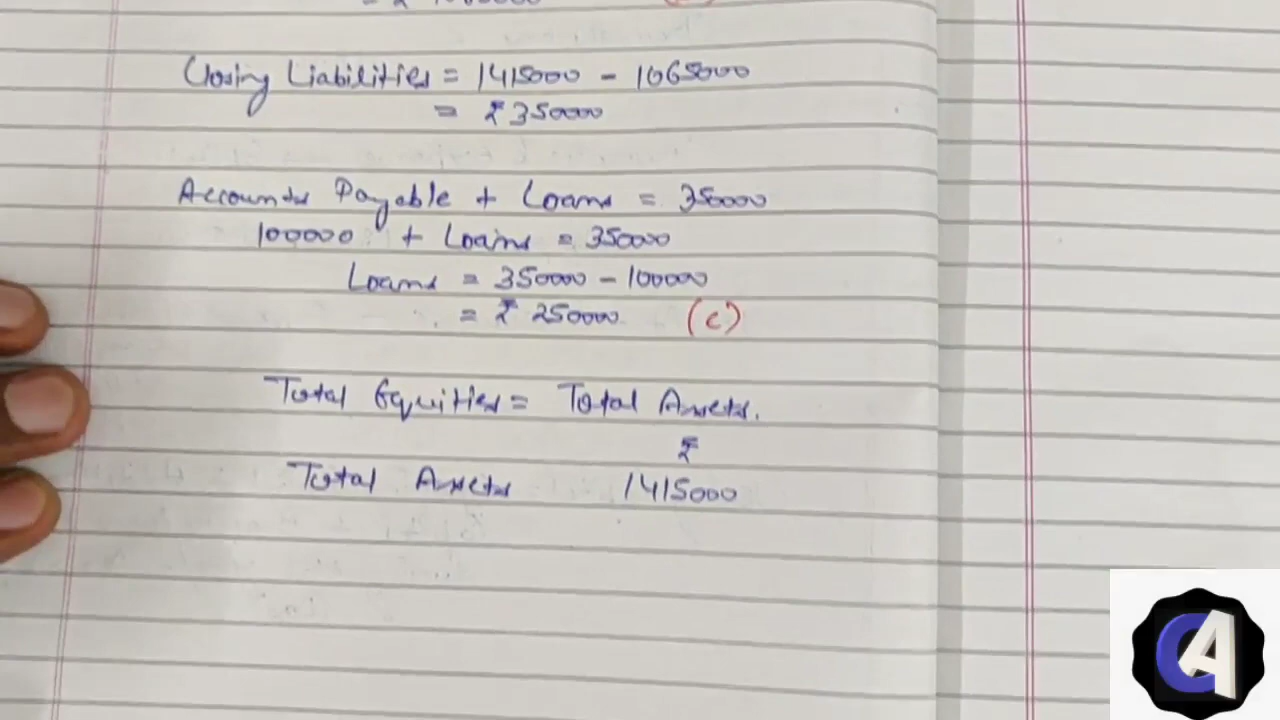 Closing Liabilities = 1415000 - 1065000
= ₹ 350000
Accounts Payable + Loans = 350000
100000 + Loans = 350000
Loans = 350000 - 100000
= ₹ 250000 (c)
Total Equities = Total Assets.
₹
Total Assets 1415000
CA